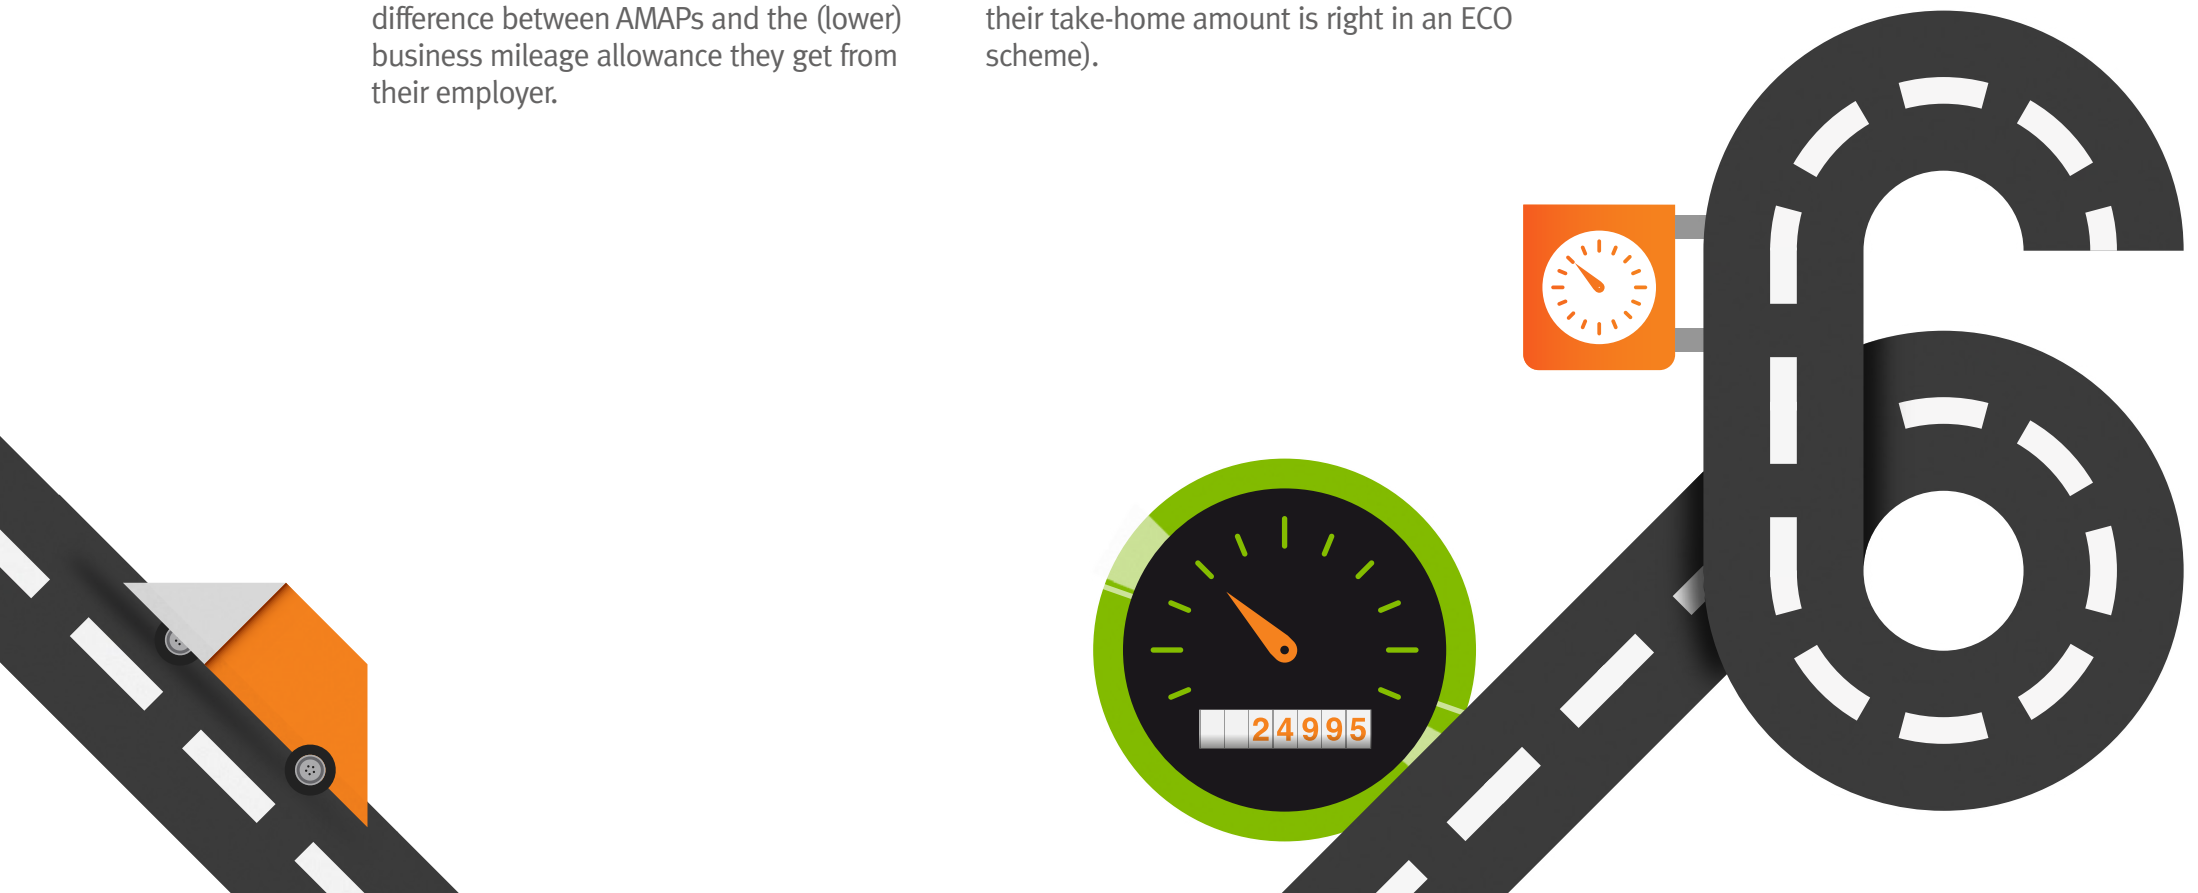 difference between AMAPs and the (lower)
business mileage allowance they get from
their employer.
their take-home amount is right in an ECO
scheme).
24995
6